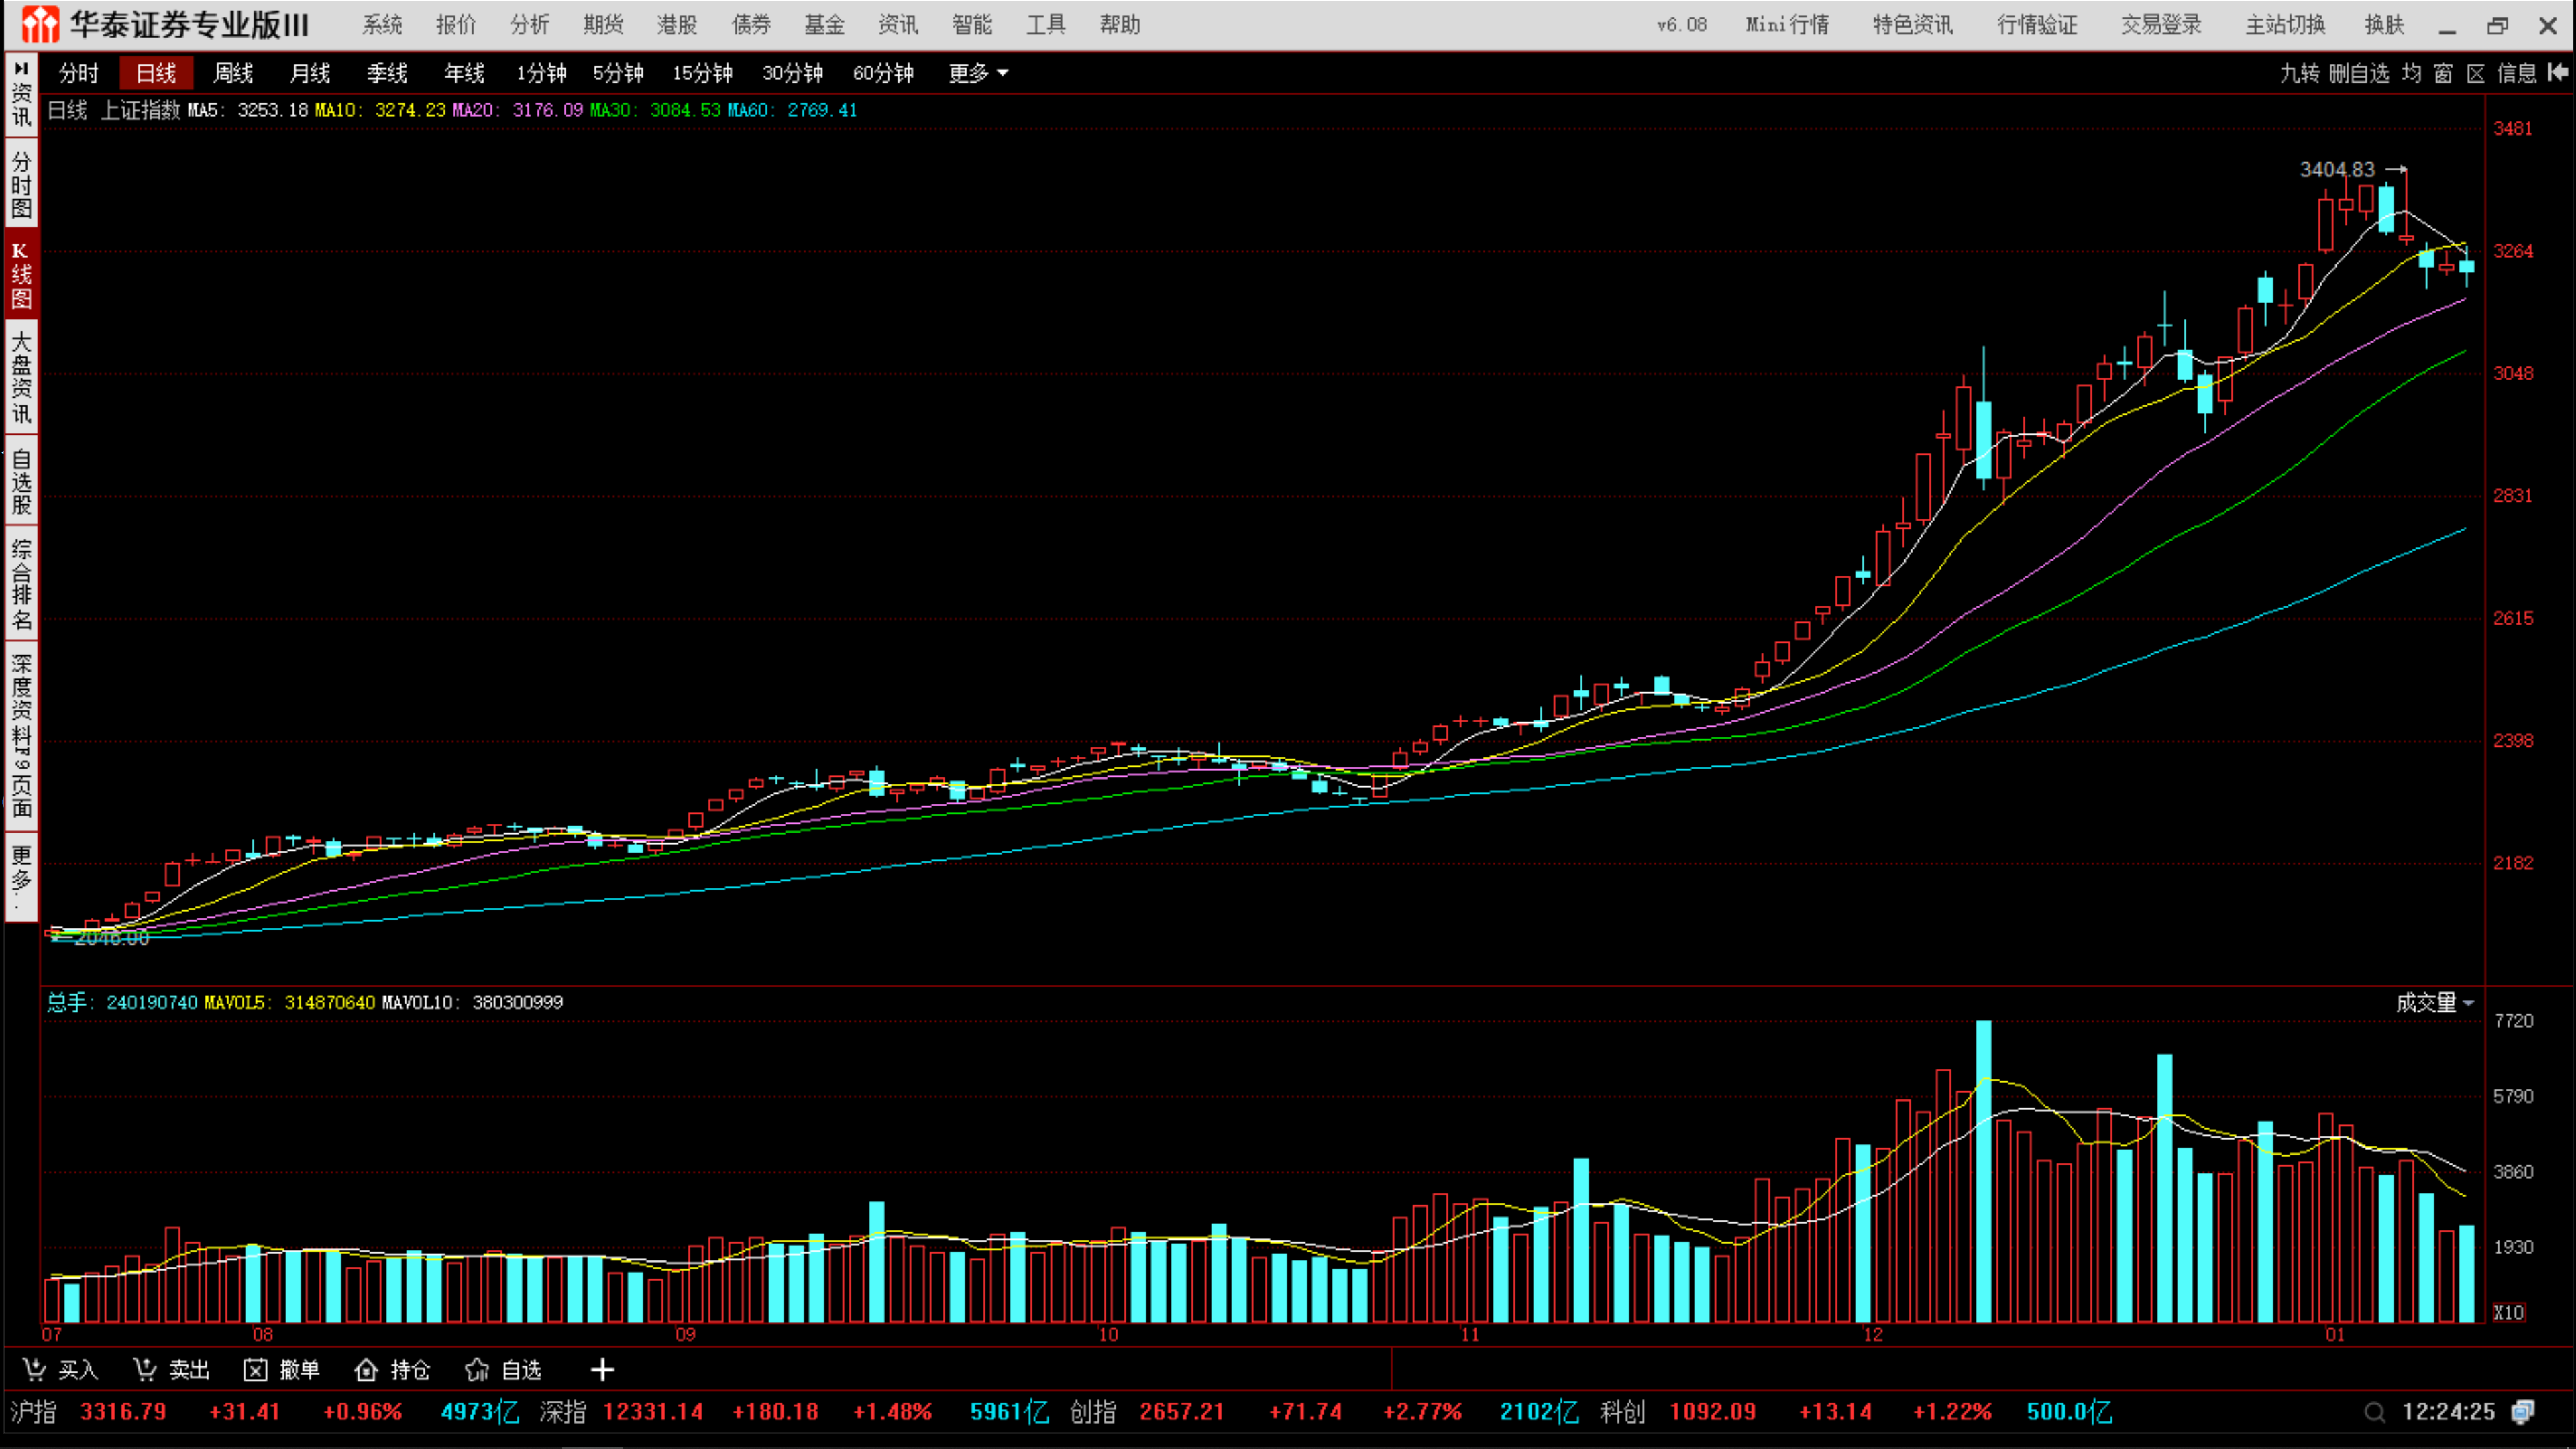 华泰证券专业版III 系统 报价 分析 期货 港股 债券 基金 资讯 智能 工具 帮助 v6.08 Mini行情 特色资讯 行情验证 交易登录 主站切换 换肤
分时 日线 周线 月线 季线 年线 1分钟 5分钟 15分钟 30分钟 60分钟 更多 九转 删自选 均 窗 区 信息
资讯
分时图
K线图
大盘资讯
自选股
综合排名
深度资料F9页面
更多..
日线 上证指数 MA5: 3253.18 MA10: 3274.23 MA20: 3176.09 MA30: 3084.53 MA60: 2769.41
3481
3404.83
3264
3048
2831
2615
2398
2182
2046.00
总手: 240190740 MAVOL5: 314870640 MAVOL10: 380300999 成交量
7720
5790
3860
1930
X10
07 08 09 10 11 12 01
买入 卖出 撤单 持仓 自选
沪指 3316.79 +31.41 +0.96% 4973亿 深指 12331.14 +180.18 +1.48% 5961亿 创指 2657.21 +71.74 +2.77% 2102亿 科创 1092.09 +13.14 +1.22% 500.0亿 12:24:25